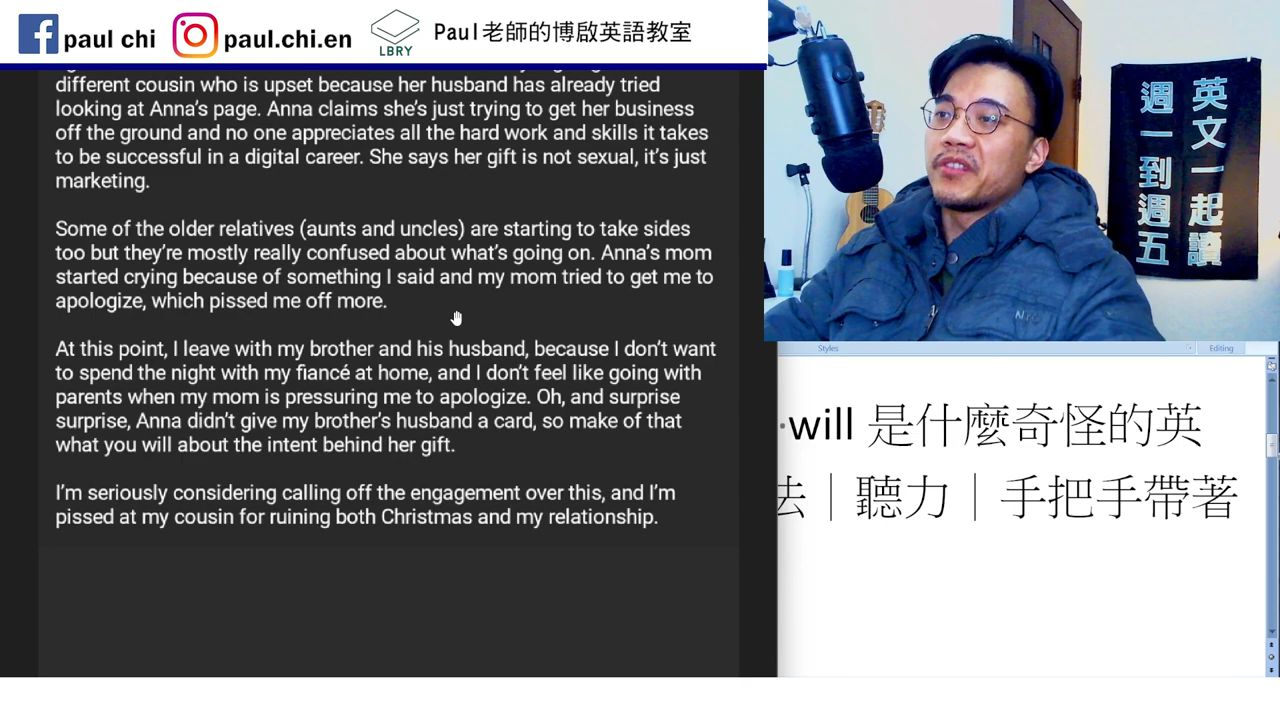 paul chi
paul.chi.en
LBRY
Paul老師的博啟英語教室
different cousin who is upset because her husband has already tried
looking at Anna's page. Anna claims she's just trying to get her business
off the ground and no one appreciates all the hard work and skills it takes
to be successful in a digital career. She says her gift is not sexual, it's just
marketing.
Some of the older relatives (aunts and uncles) are starting to take sides
too but they're mostly really confused about what's going on. Anna's mom
started crying because of something I said and my mom tried to get me to
apologize, which pissed me off more.
At this point, I leave with my brother and his husband, because I don't want
to spend the night with my fiancé at home, and I don't feel like going with
parents when my mom is pressuring me to apologize. Oh, and surprise
surprise, Anna didn't give my brother's husband a card, so make of that
what you will about the intent behind her gift.
I'm seriously considering calling off the engagement over this, and I'm
pissed at my cousin for ruining both Christmas and my relationship.
英文一起讀
週一到週五
Styles
Editing
will 是什麼奇怪的英
法｜聽力｜手把手帶著